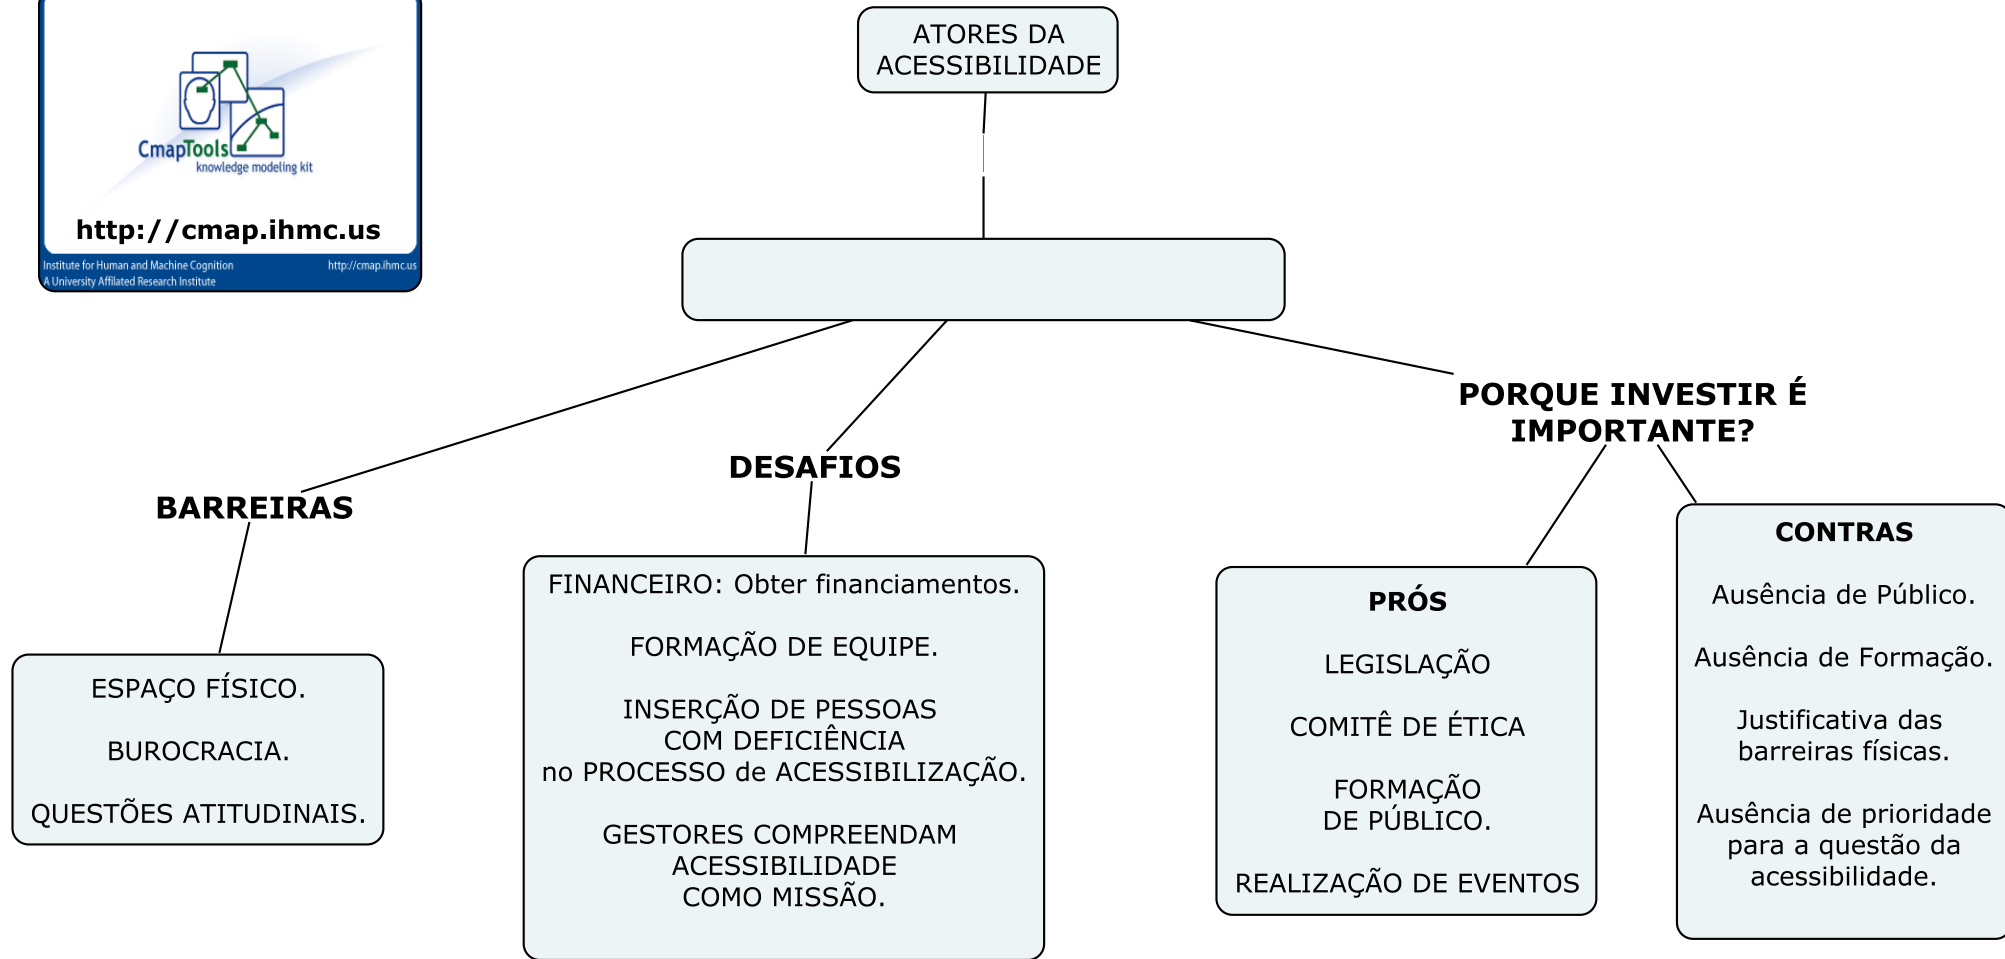 CmapTools
knowledge modeling kit
http://cmap.ihmc.us
Institute for Human and Machine Cognition
http://cmap.ihmc.us
A University Affilated Research Institute
ATORES DA
ACESSIBILIDADE
BARREIRAS
ESPAÇO FÍSICO.
BUROCRACIA.
QUESTÕES ATITUDINAIS.
DESAFIOS
FINANCEIRO: Obter financiamentos.
FORMAÇÃO DE EQUIPE.
INSERÇÃO DE PESSOAS
COM DEFICIÊNCIA
no PROCESSO de ACESSIBILIZAÇÃO.
GESTORES COMPREENDAM
ACESSIBILIDADE
COMO MISSÃO.
PORQUE INVESTIR É
IMPORTANTE?
PRÓS
LEGISLAÇÃO
COMITÊ DE ÉTICA
FORMAÇÃO
DE PÚBLICO.
REALIZAÇÃO DE EVENTOS
CONTRAS
Ausência de Público.
Ausência de Formação.
Justificativa das
barreiras físicas.
Ausência de prioridade
para a questão da
acessibilidade.